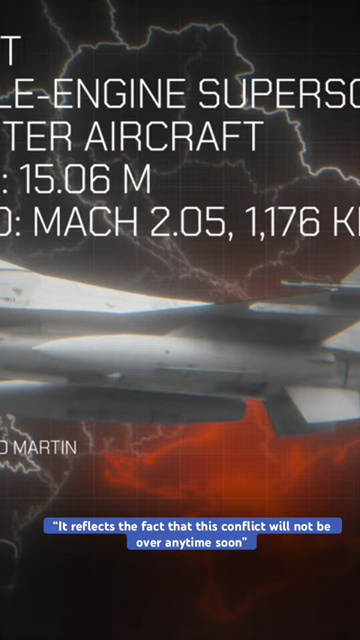 T
LE-ENGINE SUPERSO
TER AIRCRAFT
: 15.06 M
D: MACH 2.05, 1,176 K
D MARTIN
"It reflects the fact that this conflict will not be
over anytime soon"